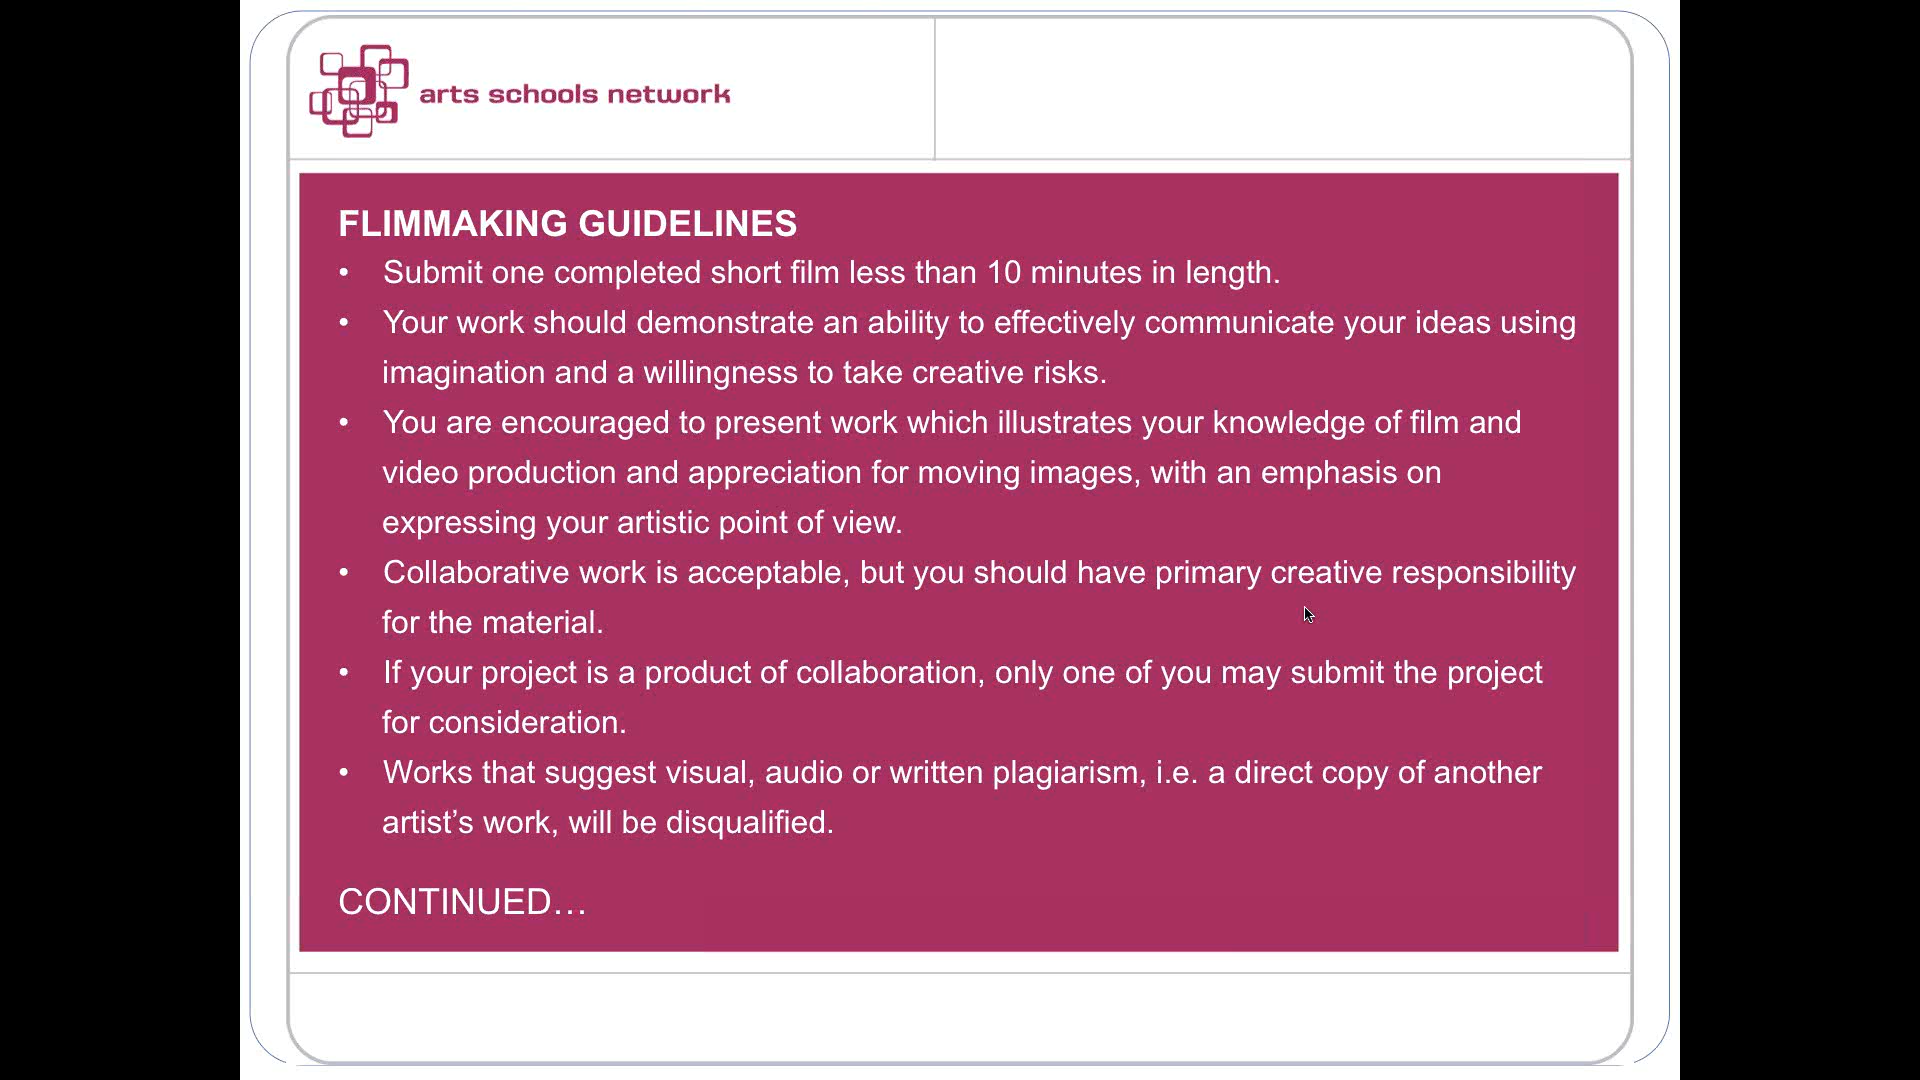 arts schools network
FLIMMAKING GUIDELINES
• Submit one completed short film less than 10 minutes in length.
• Your work should demonstrate an ability to effectively communicate your ideas using
imagination and a willingness to take creative risks.
• You are encouraged to present work which illustrates your knowledge of film and
video production and appreciation for moving images, with an emphasis on
expressing your artistic point of view.
• Collaborative work is acceptable, but you should have primary creative responsibility
for the material.
• If your project is a product of collaboration, only one of you may submit the project
for consideration.
• Works that suggest visual, audio or written plagiarism, i.e. a direct copy of another
artist’s work, will be disqualified.
CONTINUED…